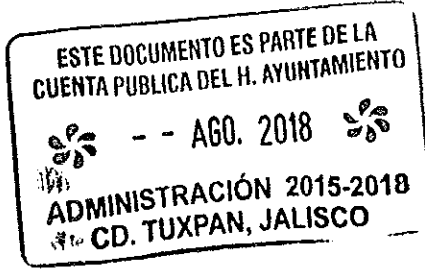 ESTE DOCUMENTO ES PARTE DE LA
CUENTA PUBLICA DEL H. AYUNTAMIENTO
- - AGO. 2018
ADMINISTRACIÓN 2015-2018
CD. TUXPAN, JALISCO